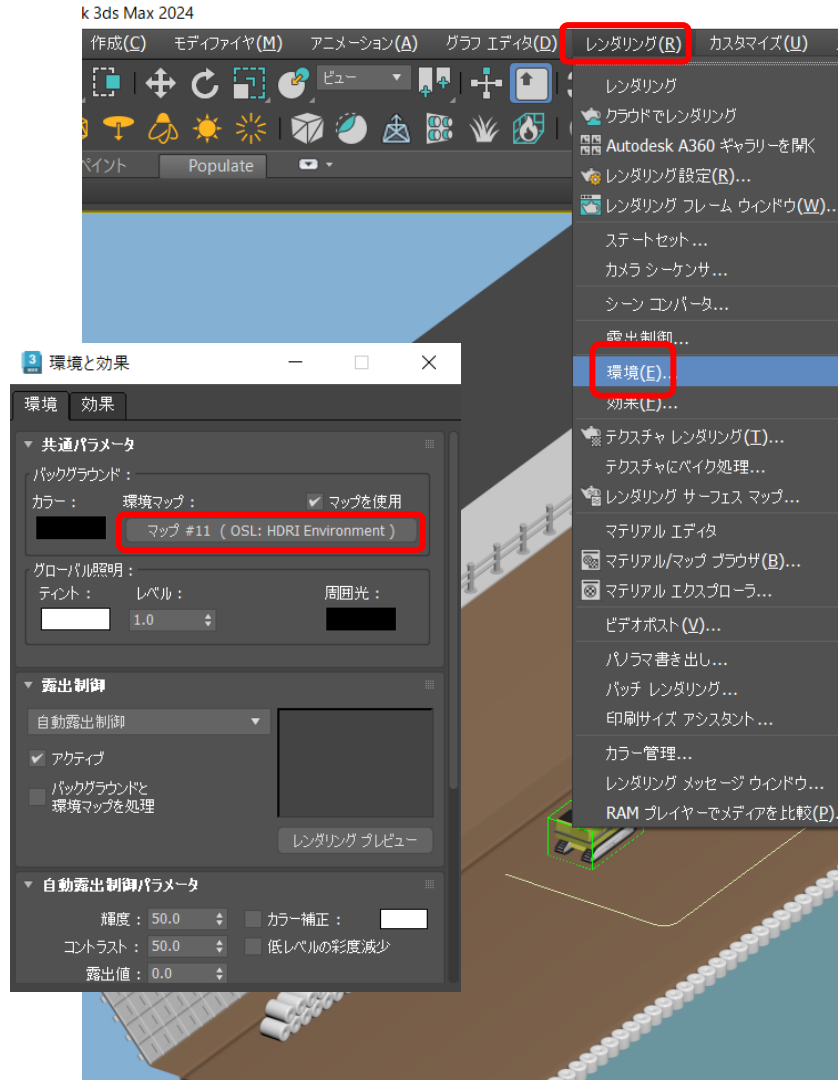 k 3ds Max 2024
作成(C) モディファイヤ(M) アニメーション(A) グラフ エディタ(D) レンダリング(R) カスタマイズ(U)
ビュー
ペイント Populate
レンダリング
クラウドでレンダリング
Autodesk A360 ギャラリーを開く
レンダリング設定(R)...
レンダリング フレーム ウィンドウ(W)...
ステートセット...
カメラ シーケンサ...
シーン コンバータ...
露出制御...
環境(E)...
効果(F)...
テクスチャ レンダリング(T)...
テクスチャにベイク処理...
レンダリング サーフェス マップ...
マテリアル エディタ
マテリアル/マップ ブラウザ(B)...
マテリアル エクスプローラ...
ビデオポスト(V)...
パノラマ書き出し...
バッチ レンダリング...
印刷サイズ アシスタント...
カラー管理...
レンダリング メッセージ ウィンドウ...
RAM プレイヤーでメディアを比較(P)...
3
MAX
環境と効果
環境 効果
共通パラメータ
バックグラウンド:
カラー: 環境マップ: マップを使用
マップ #11 ( OSL: HDRI Environment )
グローバル照明:
ティント: レベル: 周囲光:
1.0
露出制御
自動露出制御
アクティブ
バックグラウンドと
環境マップを処理
レンダリング プレビュー
自動露出制御パラメータ
輝度: 50.0 カラー補正:
コントラスト: 50.0 低レベルの彩度減少
露出値: 0.0